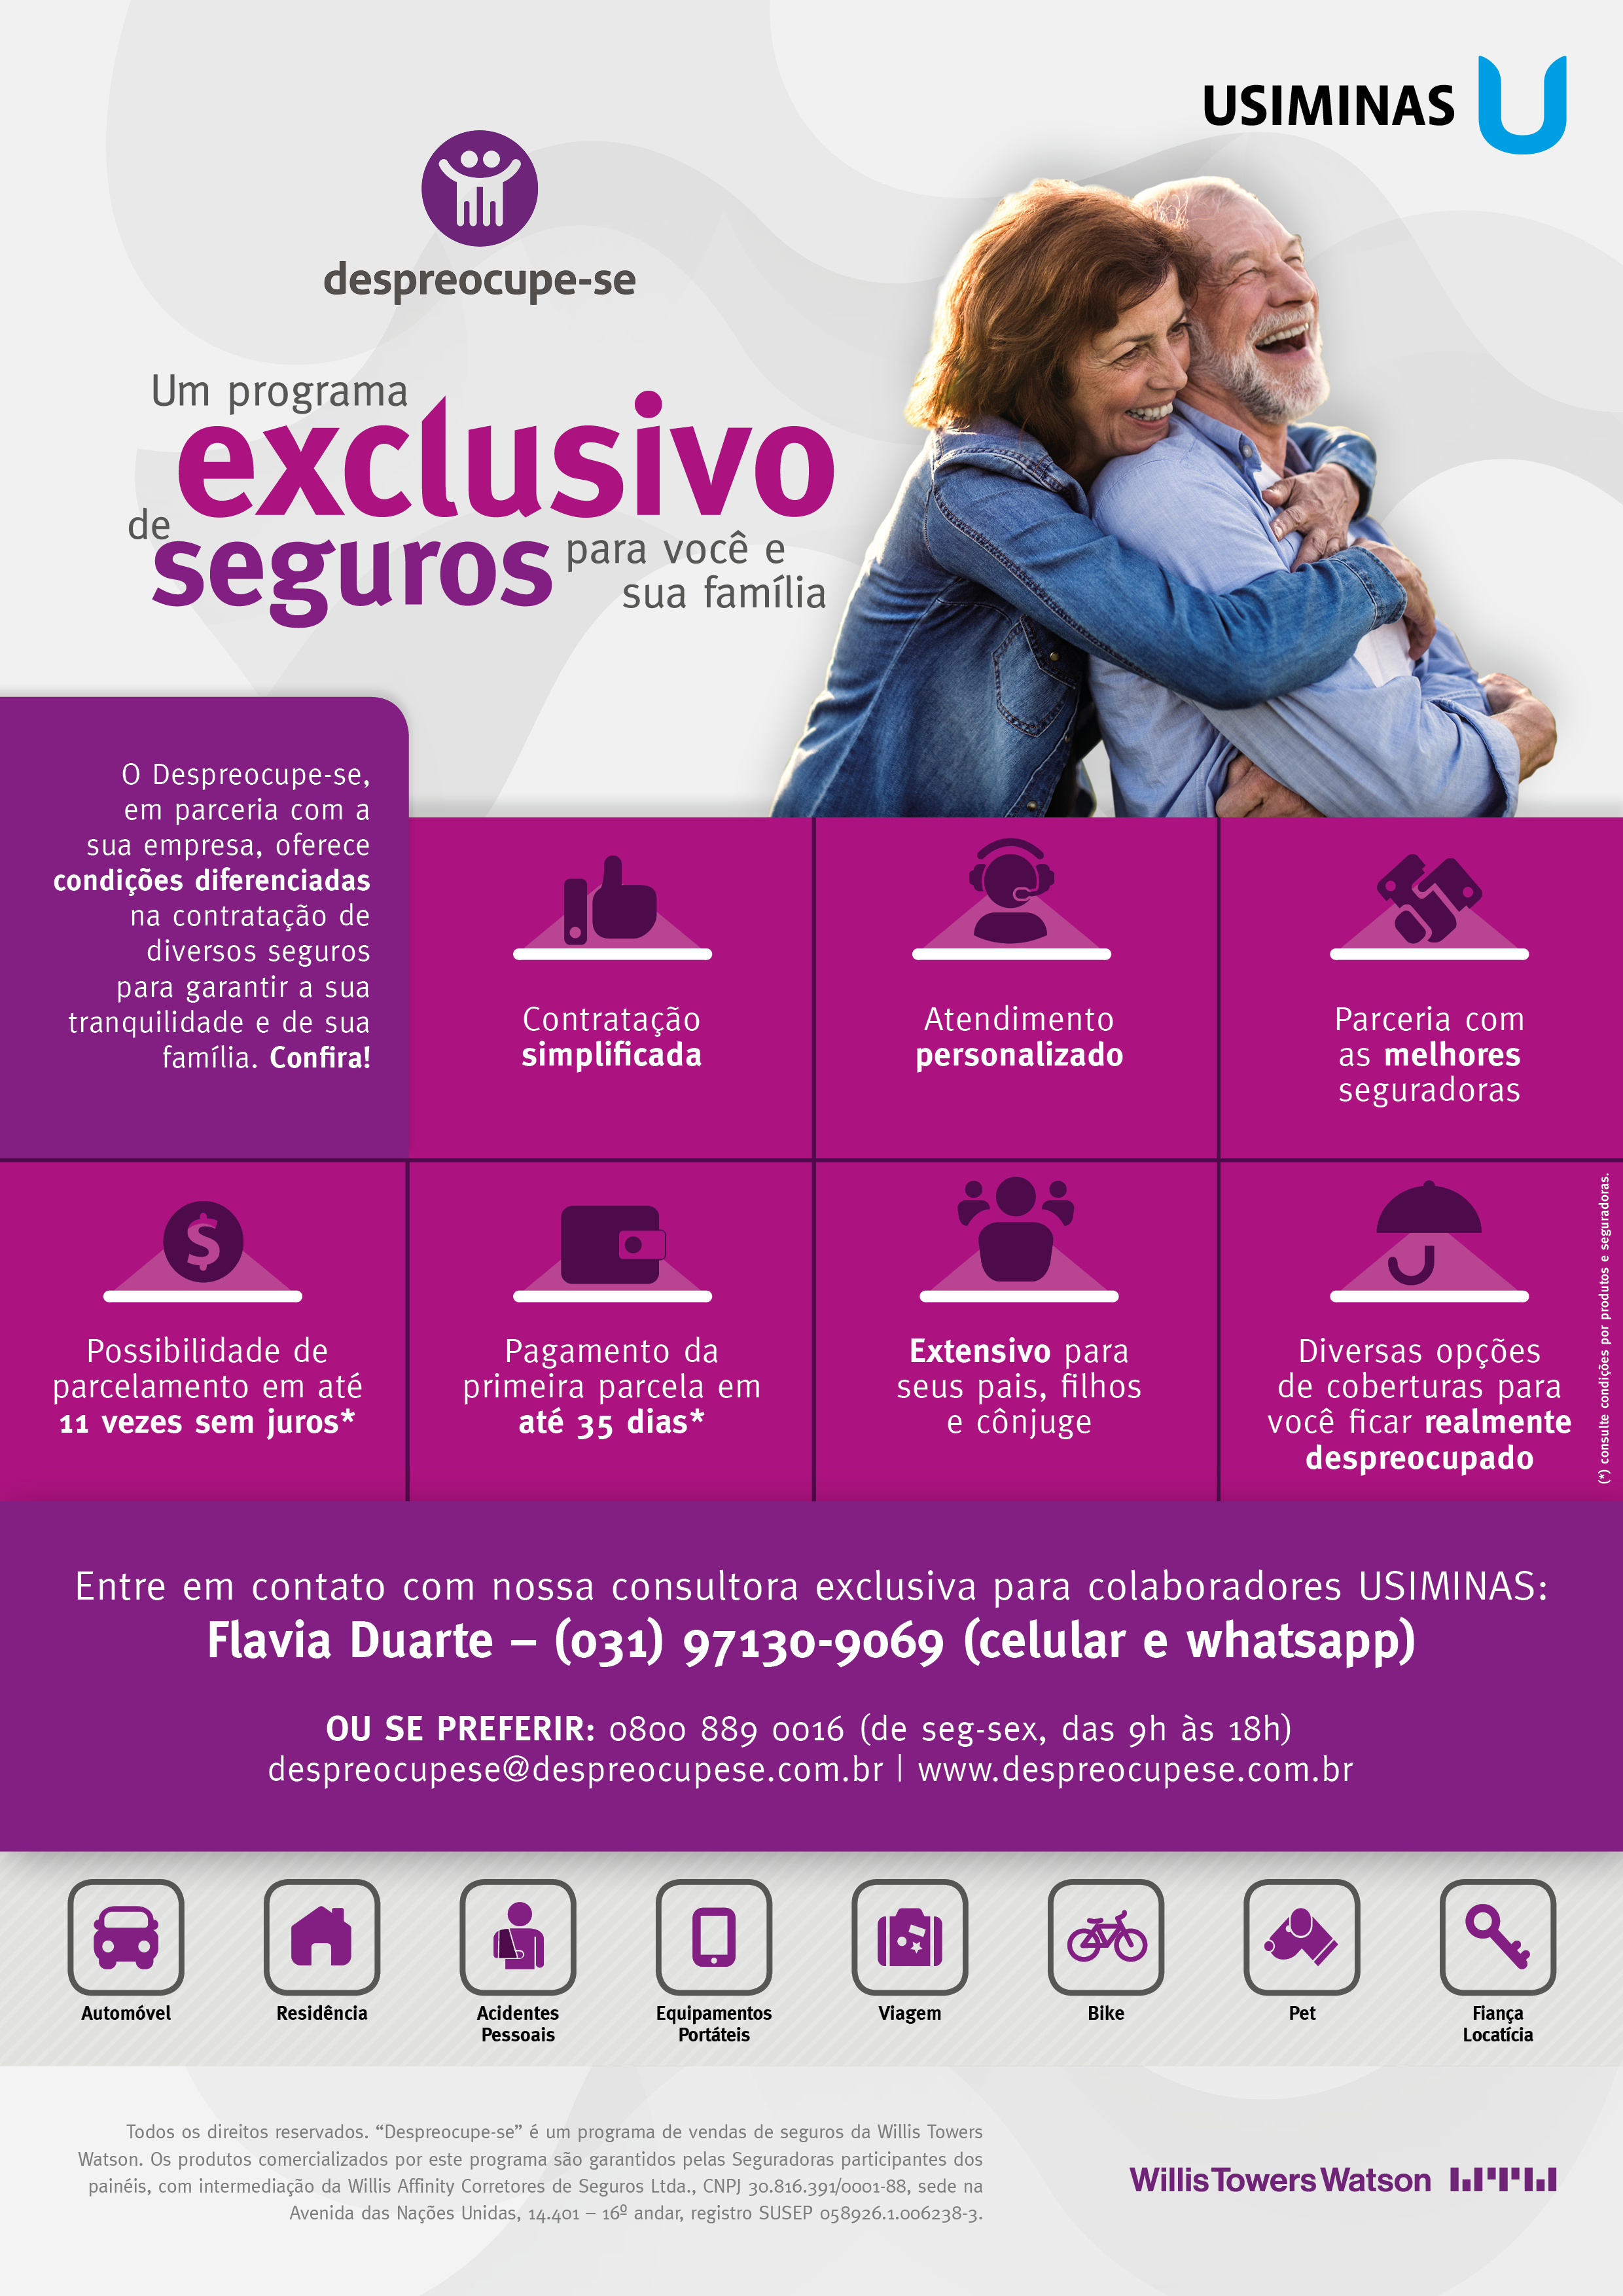 USIMINAS
despreocupe-se
Um programa
exclusivo
de
seguros para você e
sua família
O Despreocupe-se,
em parceria com a
sua empresa, oferece
condições diferenciadas
na contratação de
diversos seguros
para garantir a sua
tranquilidade e de sua
família. Confira!
Contratação
simplificada
Atendimento
personalizado
Parceria com
as melhores
seguradoras
Possibilidade de
parcelamento em até
11 vezes sem juros*
Pagamento da
primeira parcela em
até 35 dias*
Extensivo para
seus pais, filhos
e cônjuge
Diversas opções
de coberturas para
você ficar realmente
despreocupado
(*) consulte condições por produtos e seguradoras.
Entre em contato com nossa consultora exclusiva para colaboradores USIMINAS:
Flavia Duarte – (031) 97130-9069 (celular e whatsapp)
OU SE PREFERIR: 0800 889 0016 (de seg-sex, das 9h às 18h)
despreocupese@despreocupese.com.br | www.despreocupese.com.br
Automóvel
Residência
Acidentes
Pessoais
Equipamentos
Portáteis
Viagem
Bike
Pet
Fiança
Locatícia
Todos os direitos reservados. “Despreocupe-se” é um programa de vendas de seguros da Willis Towers
Watson. Os produtos comercializados por este programa são garantidos pelas Seguradoras participantes dos
painéis, com intermediação da Willis Affinity Corretores de Seguros Ltda., CNPJ 30.816.391/0001-88, sede na
Avenida das Nações Unidas, 14.401 – 16º andar, registro SUSEP 058926.1.006238-3.
Willis Towers Watson